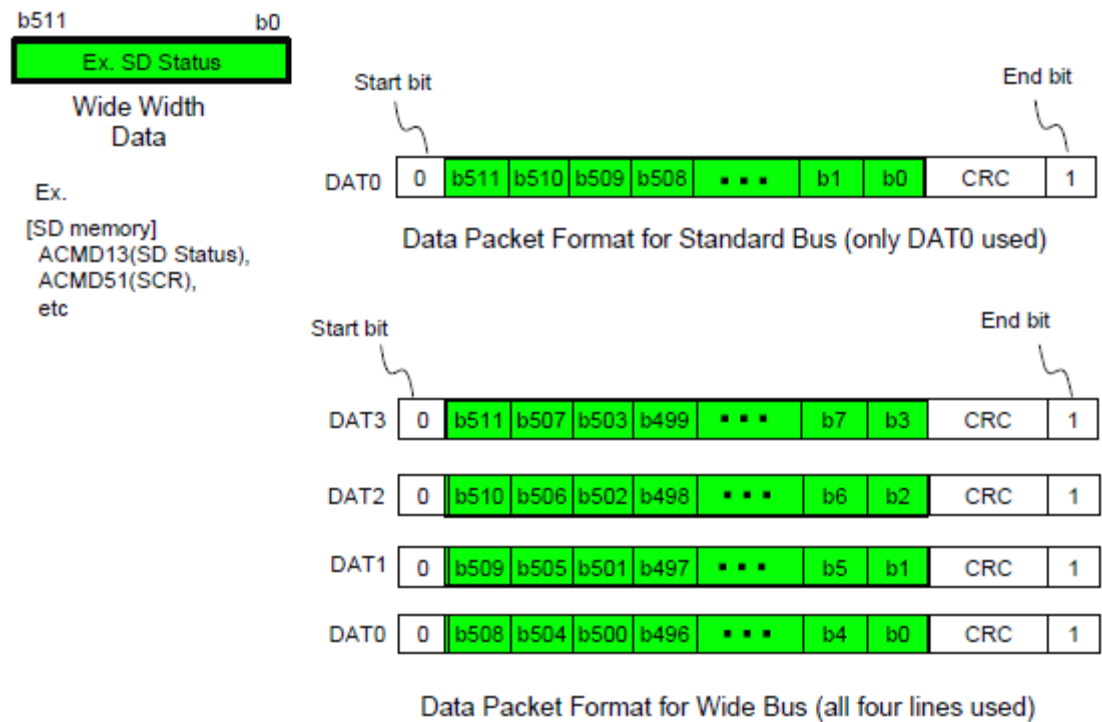 b511 b0
Ex. SD Status
Wide Width
Data
Ex.
[SD memory]
ACMD13(SD Status),
ACMD51(SCR),
etc
Start bit End bit
DAT0 0 b511 b510 b509 b508 ▪ ▪ ▪ b1 b0 CRC 1
Data Packet Format for Standard Bus (only DAT0 used)
Start bit End bit
DAT3 0 b511 b507 b503 b499 ▪ ▪ ▪ b7 b3 CRC 1
DAT2 0 b510 b506 b502 b498 ▪ ▪ ▪ b6 b2 CRC 1
DAT1 0 b509 b505 b501 b497 ▪ ▪ ▪ b5 b1 CRC 1
DAT0 0 b508 b504 b500 b496 ▪ ▪ ▪ b4 b0 CRC 1
Data Packet Format for Wide Bus (all four lines used)